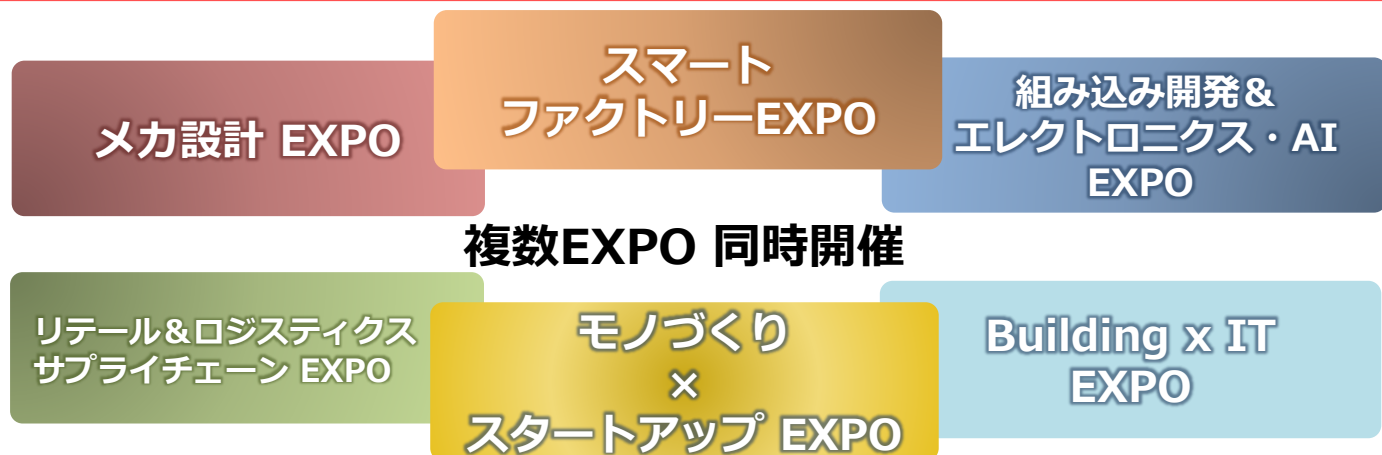 メカ設計 EXPO
スマート
ファクトリーEXPO
組み込み開発＆
エレクトロニクス・AI
EXPO
複数EXPO 同時開催
リテール＆ロジスティクス
サプライチェーン EXPO
モノづくり
×
スタートアップ EXPO
Building x IT
EXPO